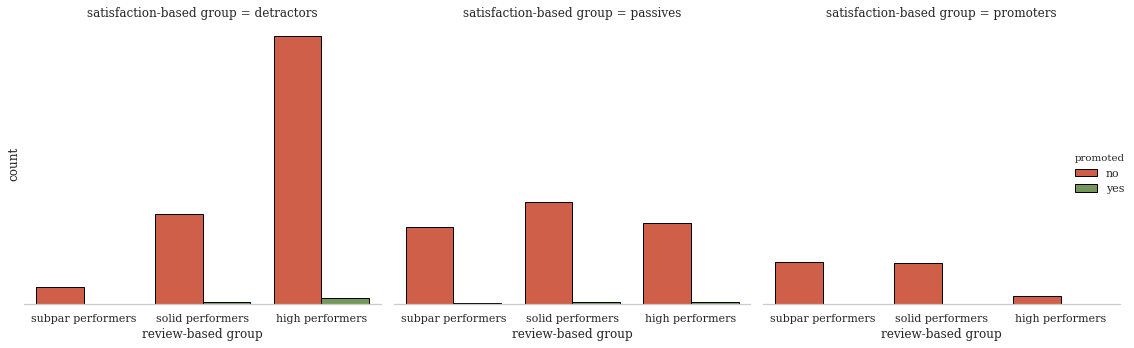 satisfaction-based group = detractors
satisfaction-based group = passives
satisfaction-based group = promoters
count
promoted
no
yes
subpar performers
solid performers
high performers
subpar performers
solid performers
high performers
subpar performers
solid performers
high performers
review-based group
review-based group
review-based group